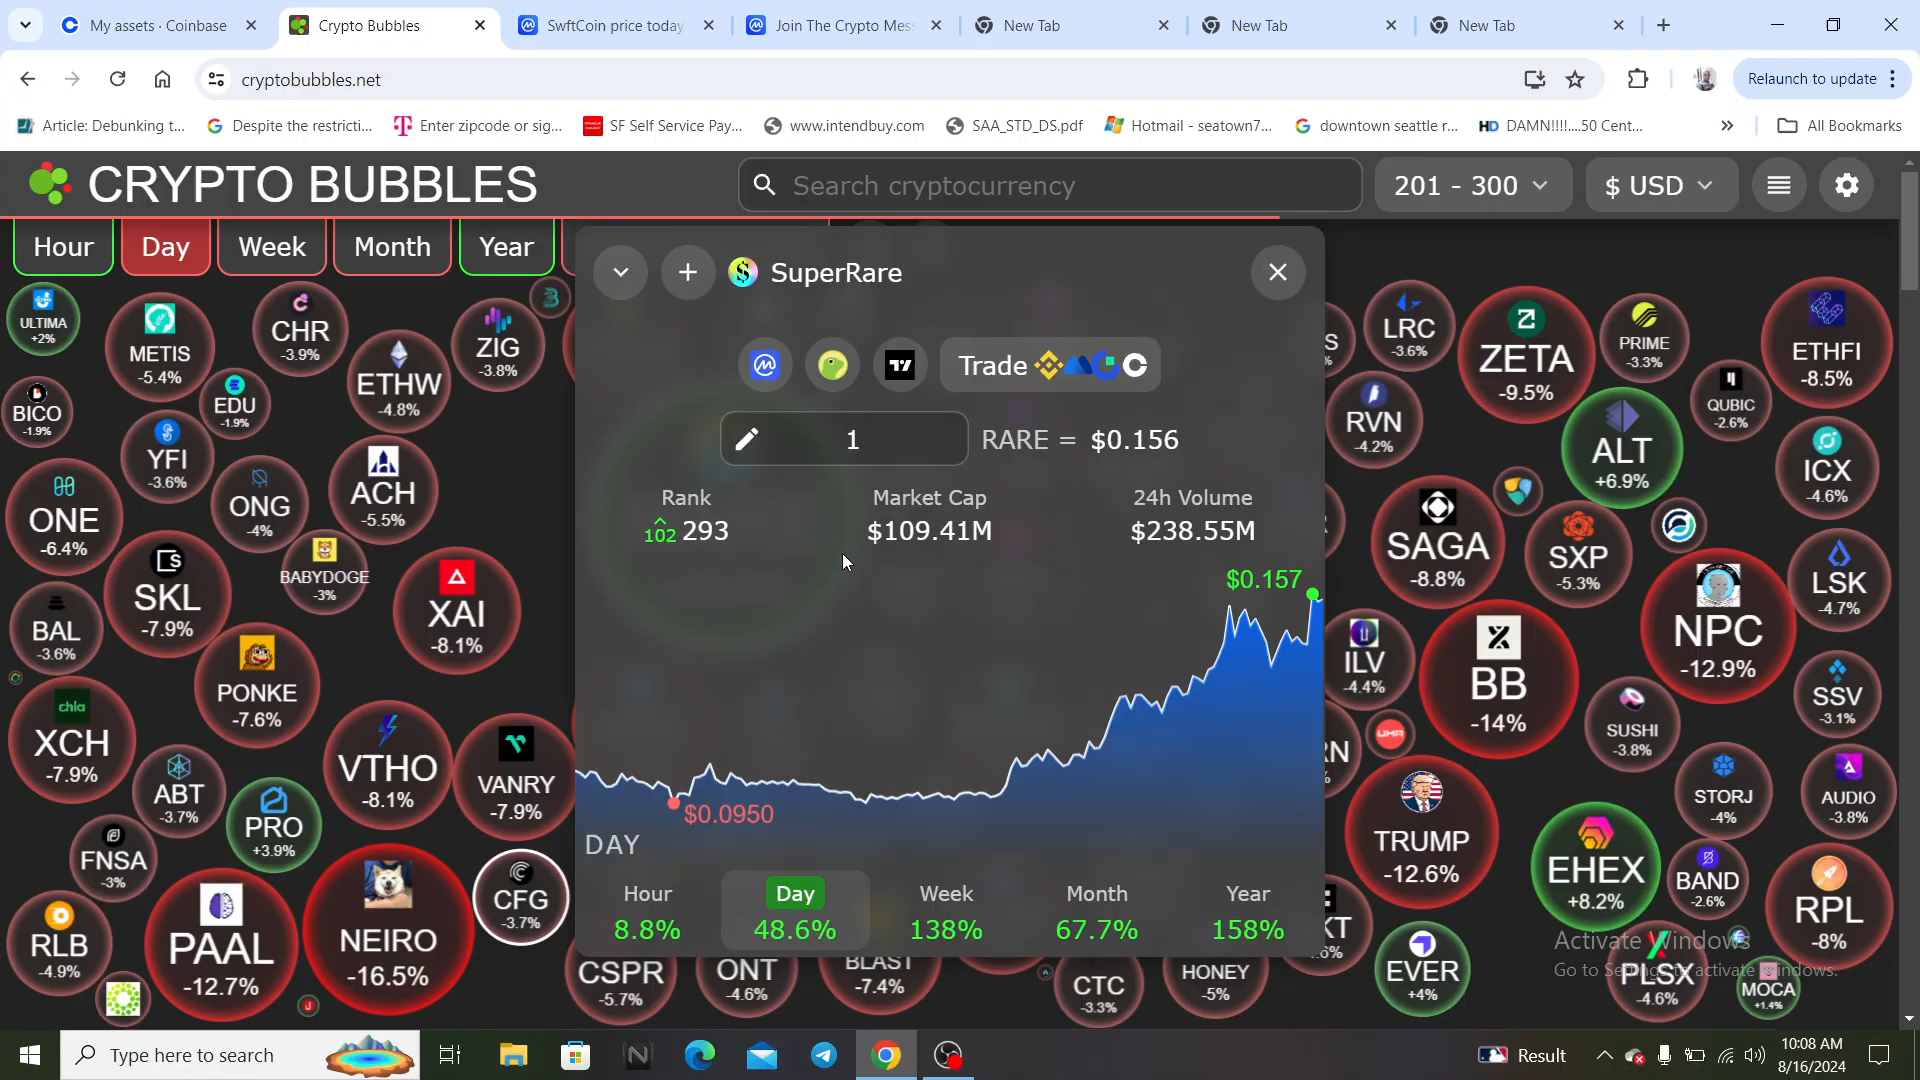 My assets · Coinbase
Crypto Bubbles
SwftCoin price today
Join The Crypto Mes
New Tab
New Tab
New Tab
cryptobubbles.net
Relaunch to update
Article: Debunking t...
Despite the restricti...
Enter zipcode or sig...
SF Self Service Pay...
www.intendbuy.com
SAA_STD_DS.pdf
Hotmail - seatown7...
downtown seattle r...
HD DAMN!!!!....50 Cent...
All Bookmarks
CRYPTO BUBBLES
Search cryptocurrency
201 - 300
$ USD
Hour
Day
Week
Month
Year
SuperRare
Trade
1
RARE = $0.156
Rank
Market Cap
24h Volume
102 293
$109.41M
$238.55M
$0.157
$0.0950
DAY
Hour
Day
Week
Month
Year
8.8%
48.6%
138%
67.7%
158%
ULTIMA
+2%
METIS
-5.4%
CHR
-3.9%
ETHW
-4.8%
ZIG
-3.8%
BICO
-1.9%
EDU
-1.9%
YFI
-3.6%
ONG
-4%
ACH
-5.5%
ONE
-6.4%
SKL
-7.9%
BABYDOGE
-3%
XAI
-8.1%
BAL
-3.6%
PONKE
-7.6%
chia
XCH
-7.9%
VTHO
-8.1%
VANRY
-7.9%
ABT
-3.7%
PRO
+3.9%
FNSA
-3%
RLB
-4.9%
PAAL
-12.7%
NEIRO
-16.5%
CFG
-3.7%
J
CSPR
-5.7%
ONT
-4.6%
BLAST
-7.4%
CTC
-3.3%
HONEY
-5%
LRC
-3.6%
ZETA
-9.5%
PRIME
-3.3%
ETHFI
-8.5%
RVN
-4.2%
ALT
+6.9%
QUBIC
-2.6%
ICX
-4.6%
SAGA
-8.8%
SXP
-5.3%
NPC
-12.9%
LSK
-4.7%
ILV
-4.4%
BB
-14%
SUSHI
-3.8%
SSV
-3.1%
UMA
TRUMP
-12.6%
STORJ
-4%
AUDIO
-3.8%
EHEX
+8.2%
BAND
-2.6%
RPL
-8%
EVER
+4%
PLSX
-4.6%
MOCA
+1.4%
Activate Windows
Go to Settings to activate Windows.
Type here to search
Result
10:08 AM
8/16/2024